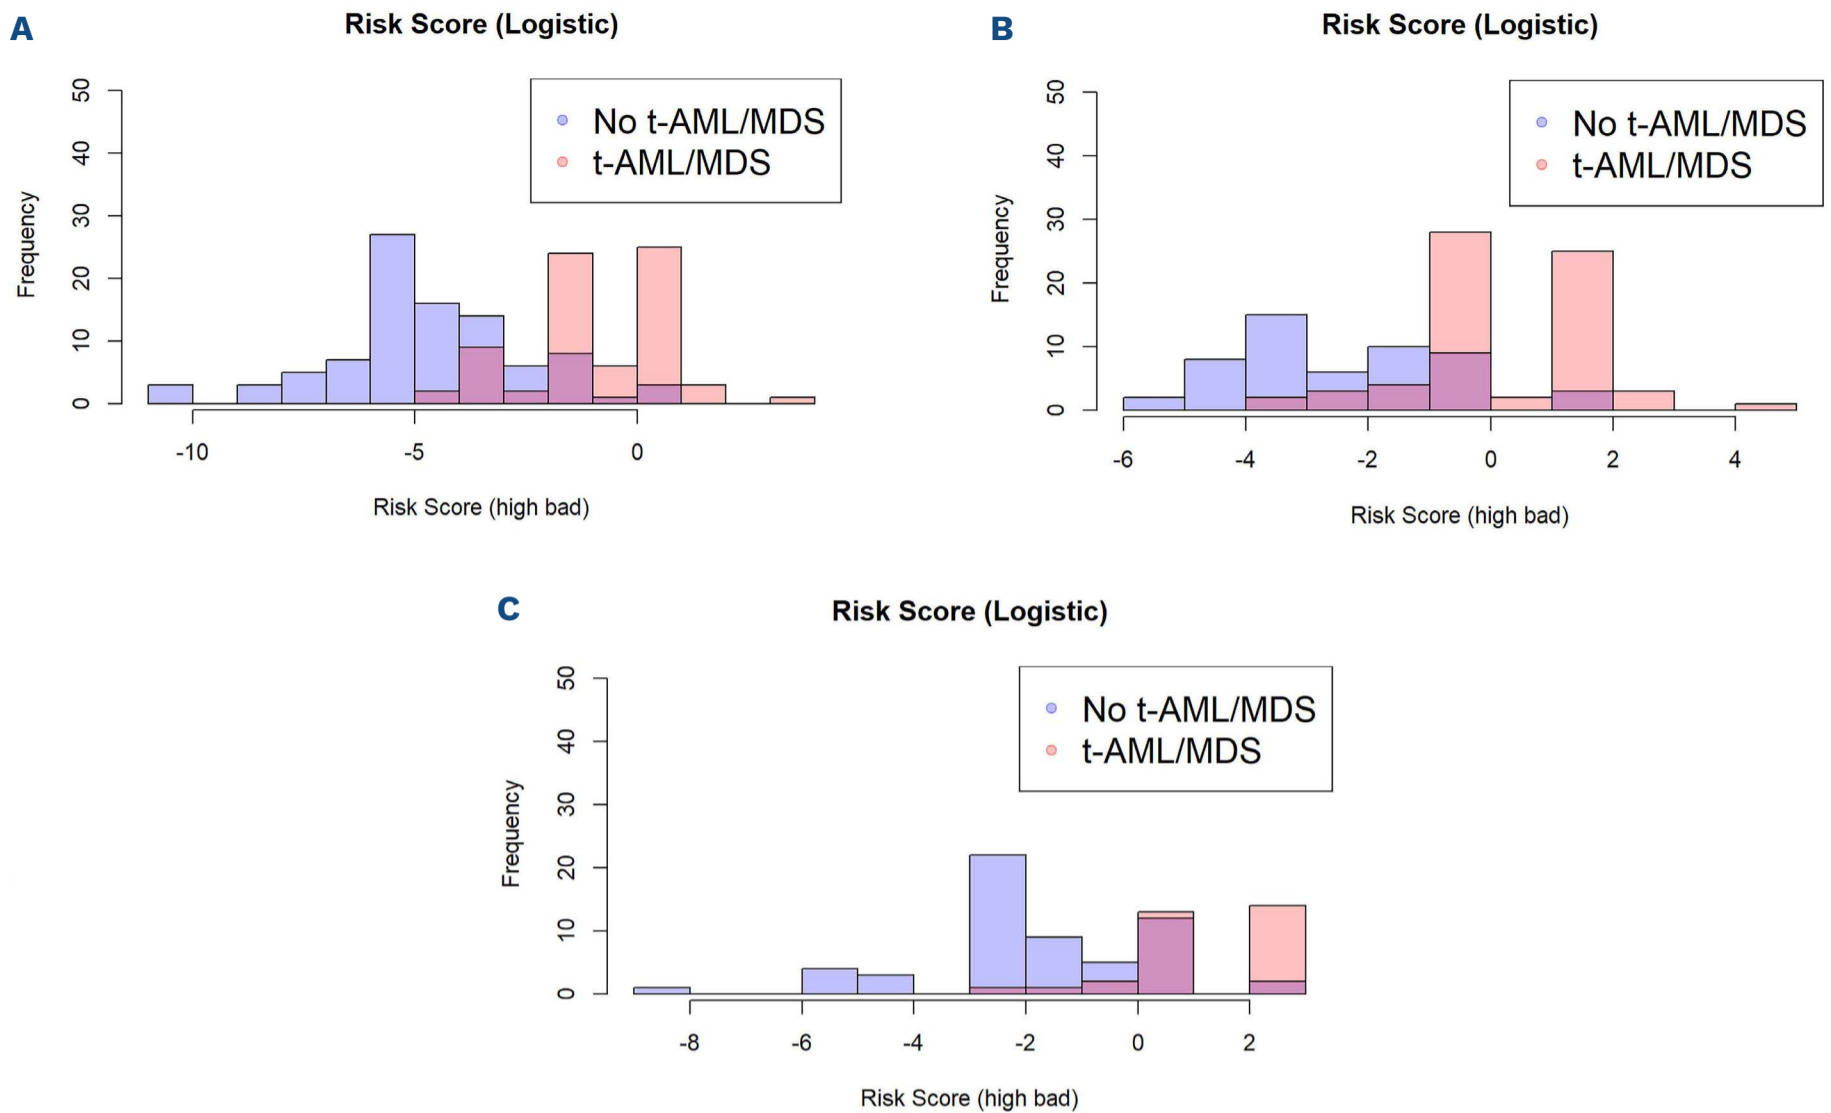 A
Risk Score (Logistic)
No t-AML/MDS
t-AML/MDS
Frequency
50
40
30
20
10
0
-10
-5
0
Risk Score (high bad)
B
Risk Score (Logistic)
No t-AML/MDS
t-AML/MDS
Frequency
50
40
30
20
10
0
-6
-4
-2
0
2
4
Risk Score (high bad)
C
Risk Score (Logistic)
No t-AML/MDS
t-AML/MDS
Frequency
50
40
30
20
10
0
-8
-6
-4
-2
0
2
Risk Score (high bad)